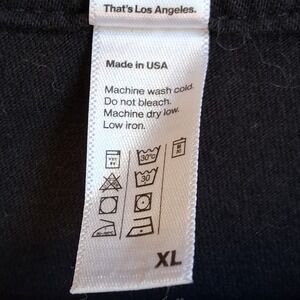 That's Los Angeles.
Made in USA
Machine wash cold.
Do not bleach.
Machine dry low.
Low iron.
30°C
30
XL